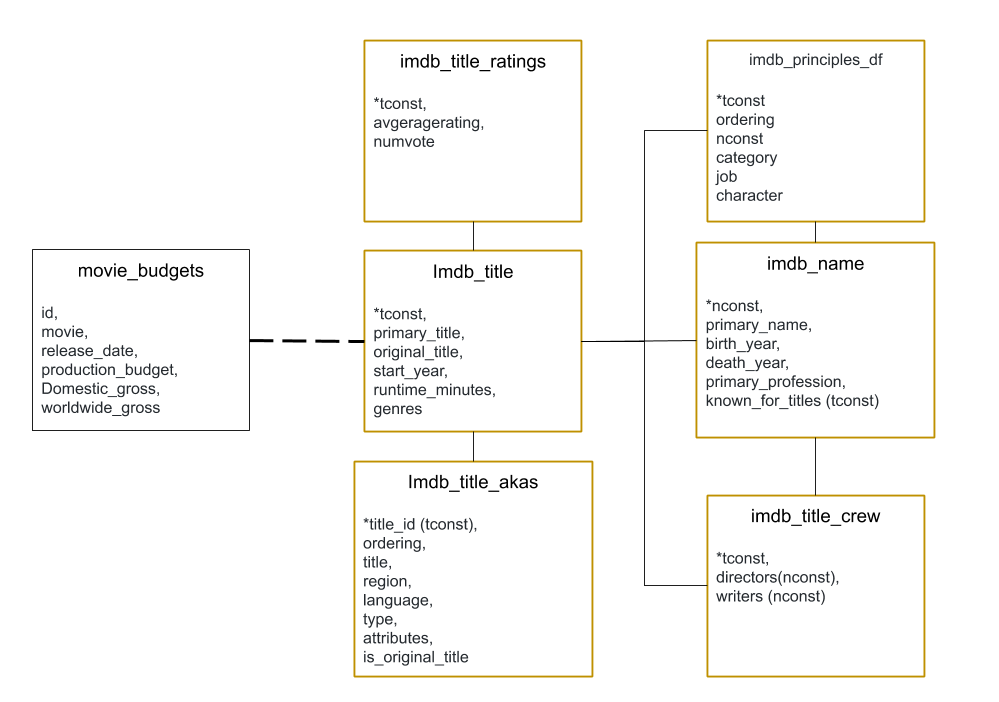 imdb_title_ratings
*tconst,
avgeragerating,
numvote
imdb_principles_df
*tconst
ordering
nconst
category
job
character
movie_budgets
id,
movie,
release_date,
production_budget,
Domestic_gross,
worldwide_gross
Imdb_title
*tconst,
primary_title,
original_title,
start_year,
runtime_minutes,
genres
imdb_name
*nconst,
primary_name,
birth_year,
death_year,
primary_profession,
known_for_titles (tconst)
Imdb_title_akas
*title_id (tconst),
ordering,
title,
region,
language,
type,
attributes,
is_original_title
imdb_title_crew
*tconst,
directors(nconst),
writers (nconst)